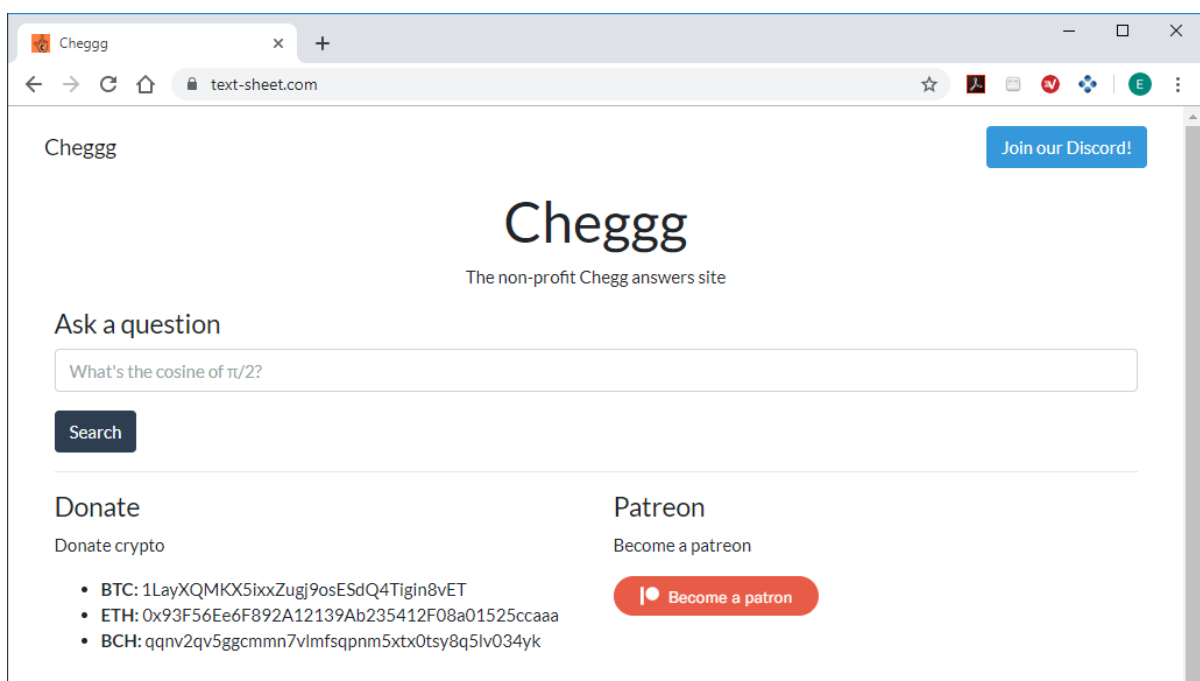 Cheggg
text-sheet.com
E
Cheggg
Join our Discord!
Cheggg
The non-profit Chegg answers site
Ask a question
What's the cosine of π/2?
Search
Donate
Patreon
Donate crypto
Become a patreon
BTC: 1LayXQMKX5ixxZugj9osESdQ4Tigin8vET
ETH: 0x93F56Ee6F892A12139Ab235412F08a01525ccaaa
BCH: qqnv2qv5ggcmmn7vlmfsqpnm5xtx0tsy8q5lv034yk
Become a patron